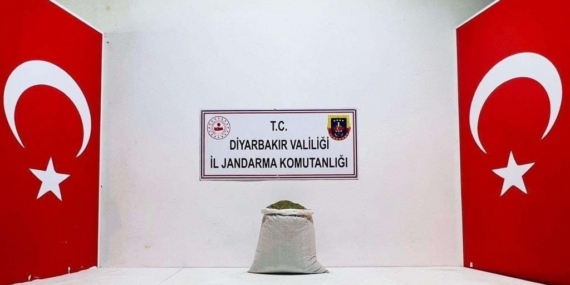 T.C.
DİYARBAKIR VALİLİĞİ
İL JANDARMA KOMUTANLIĞI